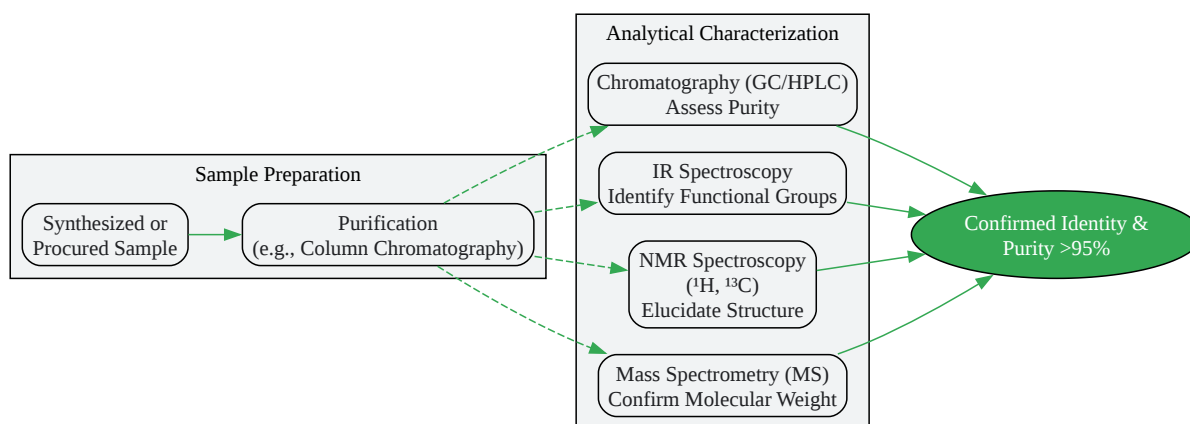 Sample Preparation
Synthesized or
Procured Sample
Purification
(e.g., Column Chromatography)
Analytical Characterization
Chromatography (GC/HPLC)
Assess Purity
IR Spectroscopy
Identify Functional Groups
NMR Spectroscopy
(¹H, ¹³C)
Elucidate Structure
Mass Spectrometry (MS)
Confirm Molecular Weight
Confirmed Identity &
Purity >95%